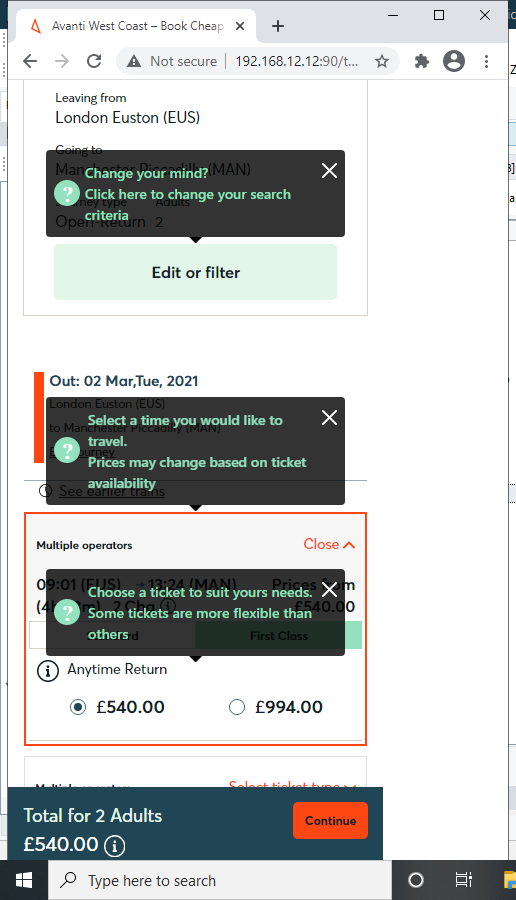 Avanti West Coast – Book Cheap
Not secure
192.168.12.12:90/t...
Leaving from
London Euston (EUS)
Going to
Manchester Piccadilly (MAN)
Change your mind?
Click here to change your search
criteria
Journey type Adults
Open-Return 2
Edit or filter
Out: 02 Mar,Tue, 2021
London Euston (EUS)
to Manchester Piccadilly (MAN)
Select a time you would like to
travel.
Prices may change based on ticket
availability
See earlier trains
Multiple operators
Close
09:01 (EUS) → 13:24 (MAN)
Prices from
£540.00
2 Chg
Choose a ticket to suit yours needs.
Some tickets are more flexible than
others
First Class
Anytime Return
£540.00
£994.00
Multiple operators
Select ticket type
Total for 2 Adults
£540.00
Continue
Type here to search